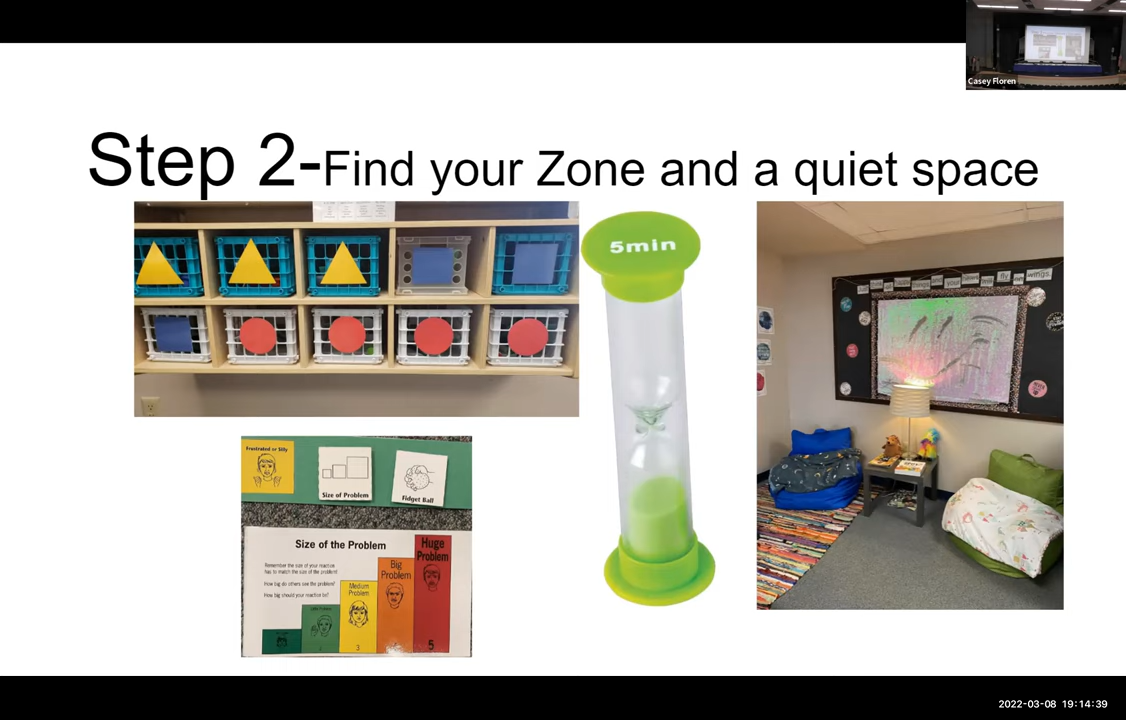 Casey Floren
Step 2-Find your Zone and a quiet space
5min
your
fly
wings.
Frustrated or Silly
Size of Problem
Fidget Ball
Size of the Problem
Remember the size of your reaction
has to match the size of the problem!
How big do others see the problem?
How big should your reaction be?
Little Problem
Medium
Problem
Big
Problem
Huge
Problem
3
5
2022-03-08 19:14:39